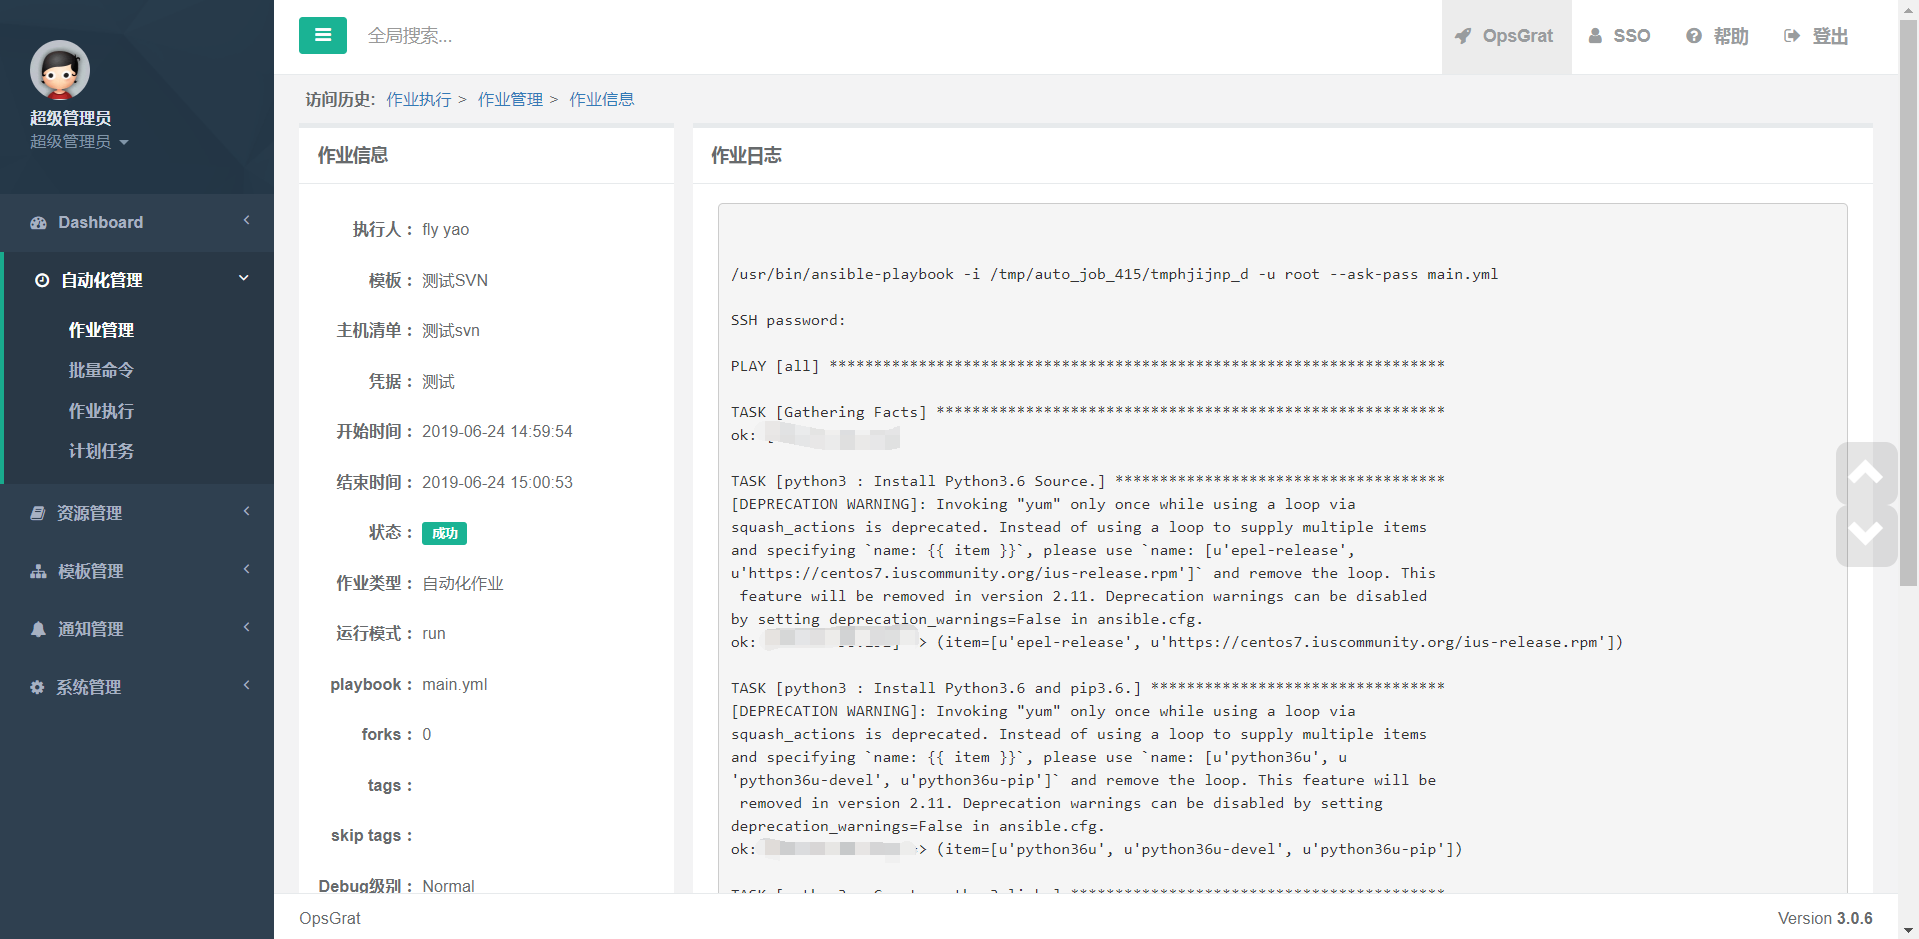 超级管理员
超级管理员
Dashboard
自动化管理
作业管理
批量命令
作业执行
计划任务
资源管理
模板管理
通知管理
系统管理
全局搜索...
OpsGrat
SSO
帮助
登出
访问历史: 作业执行 > 作业管理 > 作业信息
作业信息
执行人： fly yao
模板： 测试SVN
主机清单： 测试svn
凭据： 测试
开始时间： 2019-06-24 14:59:54
结束时间： 2019-06-24 15:00:53
状态： 成功
作业类型： 自动化作业
运行模式： run
playbook： main.yml
forks： 0
tags：
skip tags：
Debug级别： Normal
作业日志
/usr/bin/ansible-playbook -i /tmp/auto_job_415/tmphjijnp_d -u root --ask-pass main.yml
SSH password:
PLAY [all] *********************************************************************
TASK [Gathering Facts] *********************************************************
ok: [
TASK [python3 : Install Python3.6 Source.] *************************************
[DEPRECATION WARNING]: Invoking "yum" only once while using a loop via
squash_actions is deprecated. Instead of using a loop to supply multiple items
and specifying `name: {{ item }}`, please use `name: [u'epel-release',
u'https://centos7.iuscommunity.org/ius-release.rpm']` and remove the loop. This
feature will be removed in version 2.11. Deprecation warnings can be disabled
by setting deprecation_warnings=False in ansible.cfg.
ok: > (item=[u'epel-release', u'https://centos7.iuscommunity.org/ius-release.rpm'])
TASK [python3 : Install Python3.6 and pip3.6.] *********************************
[DEPRECATION WARNING]: Invoking "yum" only once while using a loop via
squash_actions is deprecated. Instead of using a loop to supply multiple items
and specifying `name: {{ item }}`, please use `name: [u'python36u', u
'python36u-devel', u'python36u-pip']` and remove the loop. This feature will be
removed in version 2.11. Deprecation warnings can be disabled by setting
deprecation_warnings=False in ansible.cfg.
ok: > (item=[u'python36u', u'python36u-devel', u'python36u-pip'])
OpsGrat
Version 3.0.6